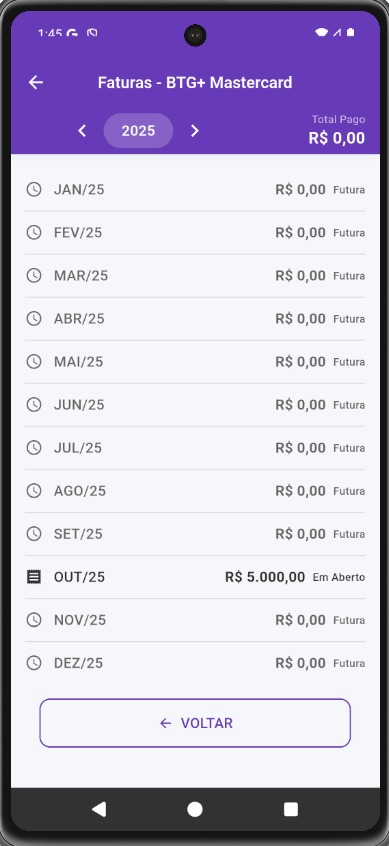 1:45
Faturas - BTG+ Mastercard
2025
Total Pago
R$ 0,00
JAN/25 R$ 0,00 Futura
FEV/25 R$ 0,00 Futura
MAR/25 R$ 0,00 Futura
ABR/25 R$ 0,00 Futura
MAI/25 R$ 0,00 Futura
JUN/25 R$ 0,00 Futura
JUL/25 R$ 0,00 Futura
AGO/25 R$ 0,00 Futura
SET/25 R$ 0,00 Futura
OUT/25 R$ 5.000,00 Em Aberto
NOV/25 R$ 0,00 Futura
DEZ/25 R$ 0,00 Futura
VOLTAR